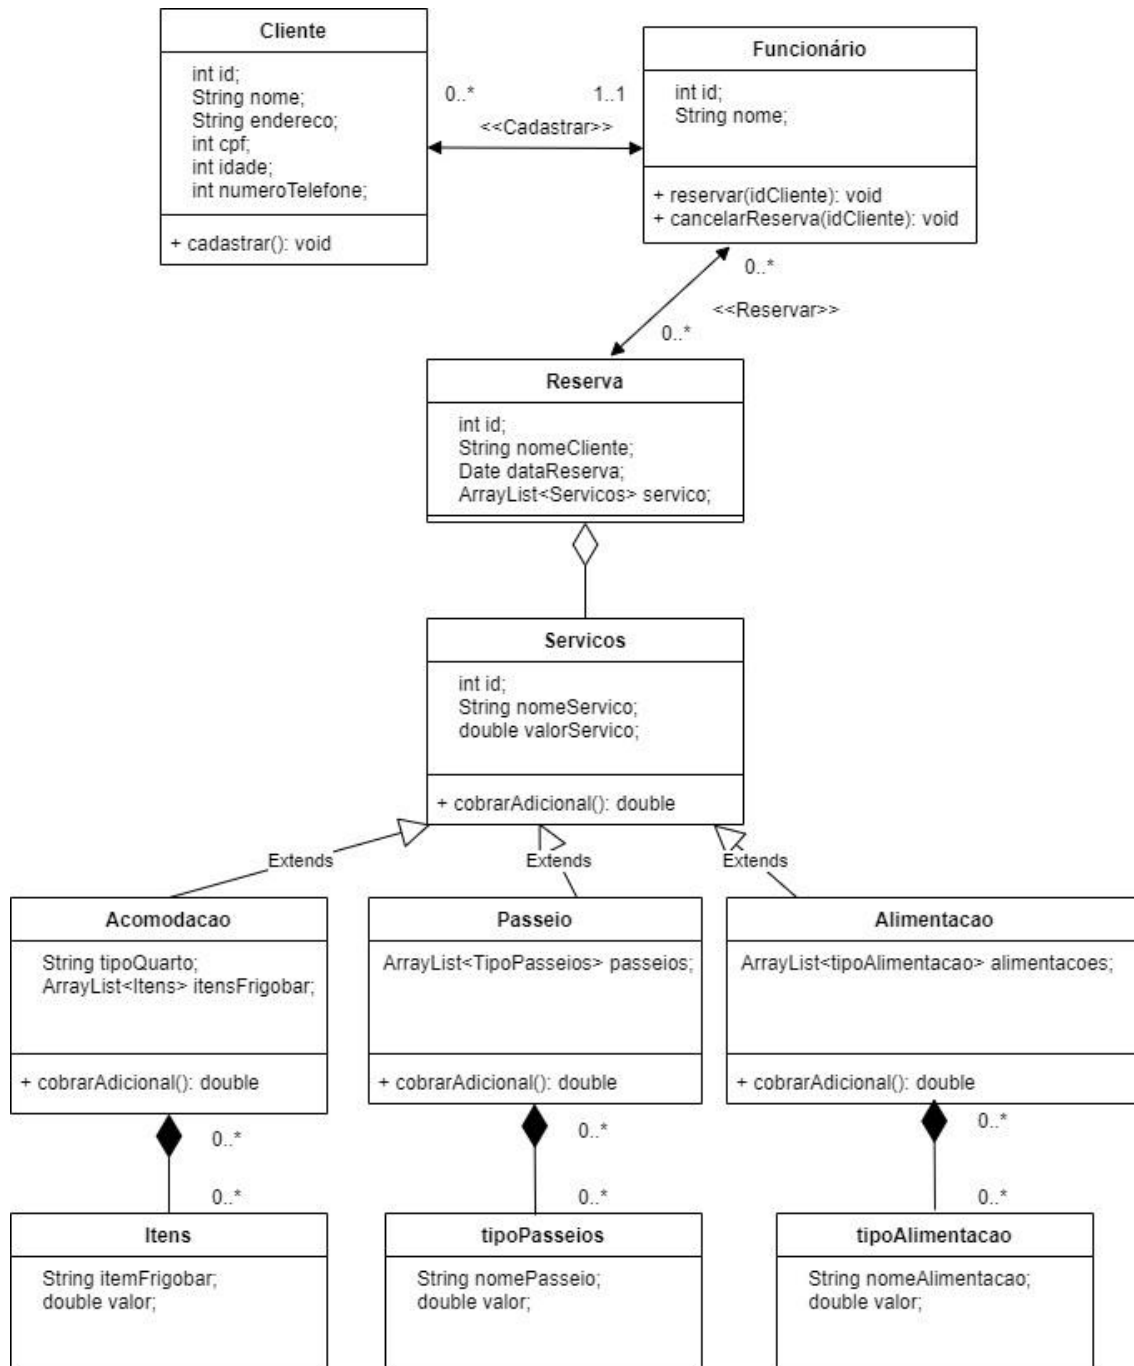 Cliente
int id;
String nome;
String endereco;
int cpf;
int idade;
int numeroTelefone;
+ cadastrar(): void
0..*
1..1
<<Cadastrar>>
Funcionário
int id;
String nome;
+ reservar(idCliente): void
+ cancelarReserva(idCliente): void
0..*
<<Reservar>>
0..*
Reserva
int id;
String nomeCliente;
Date dataReserva;
ArrayList<Servicos> servico;
Servicos
int id;
String nomeServico;
double valorServico;
+ cobrarAdicional(): double
Extends
Extends
Extends
Acomodacao
String tipoQuarto;
ArrayList<Itens> itensFrigobar;
+ cobrarAdicional(): double
Passeio
ArrayList<TipoPasseios> passeios;
+ cobrarAdicional(): double
Alimentacao
ArrayList<tipoAlimentacao> alimentacoes;
+ cobrarAdicional(): double
0..*
0..*
0..*
0..*
0..*
0..*
Itens
String itemFrigobar;
double valor;
tipoPasseios
String nomePasseio;
double valor;
tipoAlimentacao
String nomeAlimentacao;
double valor;